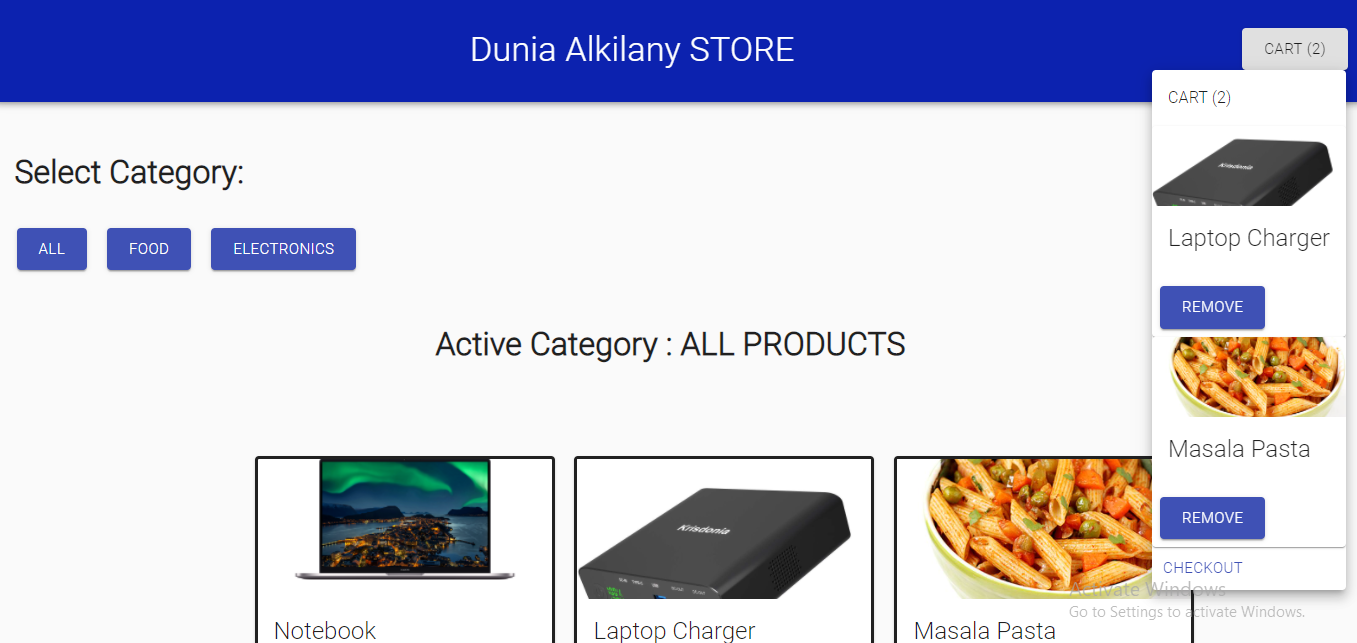 Dunia Alkilany STORE
CART (2)
CART (2)
Krisdonia
Laptop Charger
REMOVE
Masala Pasta
REMOVE
CHECKOUT
Select Category:
ALL
FOOD
ELECTRONICS
Active Category : ALL PRODUCTS
Krisdonia
Notebook
Laptop Charger
Masala Pasta
Activate Windows
Go to Settings to activate Windows.